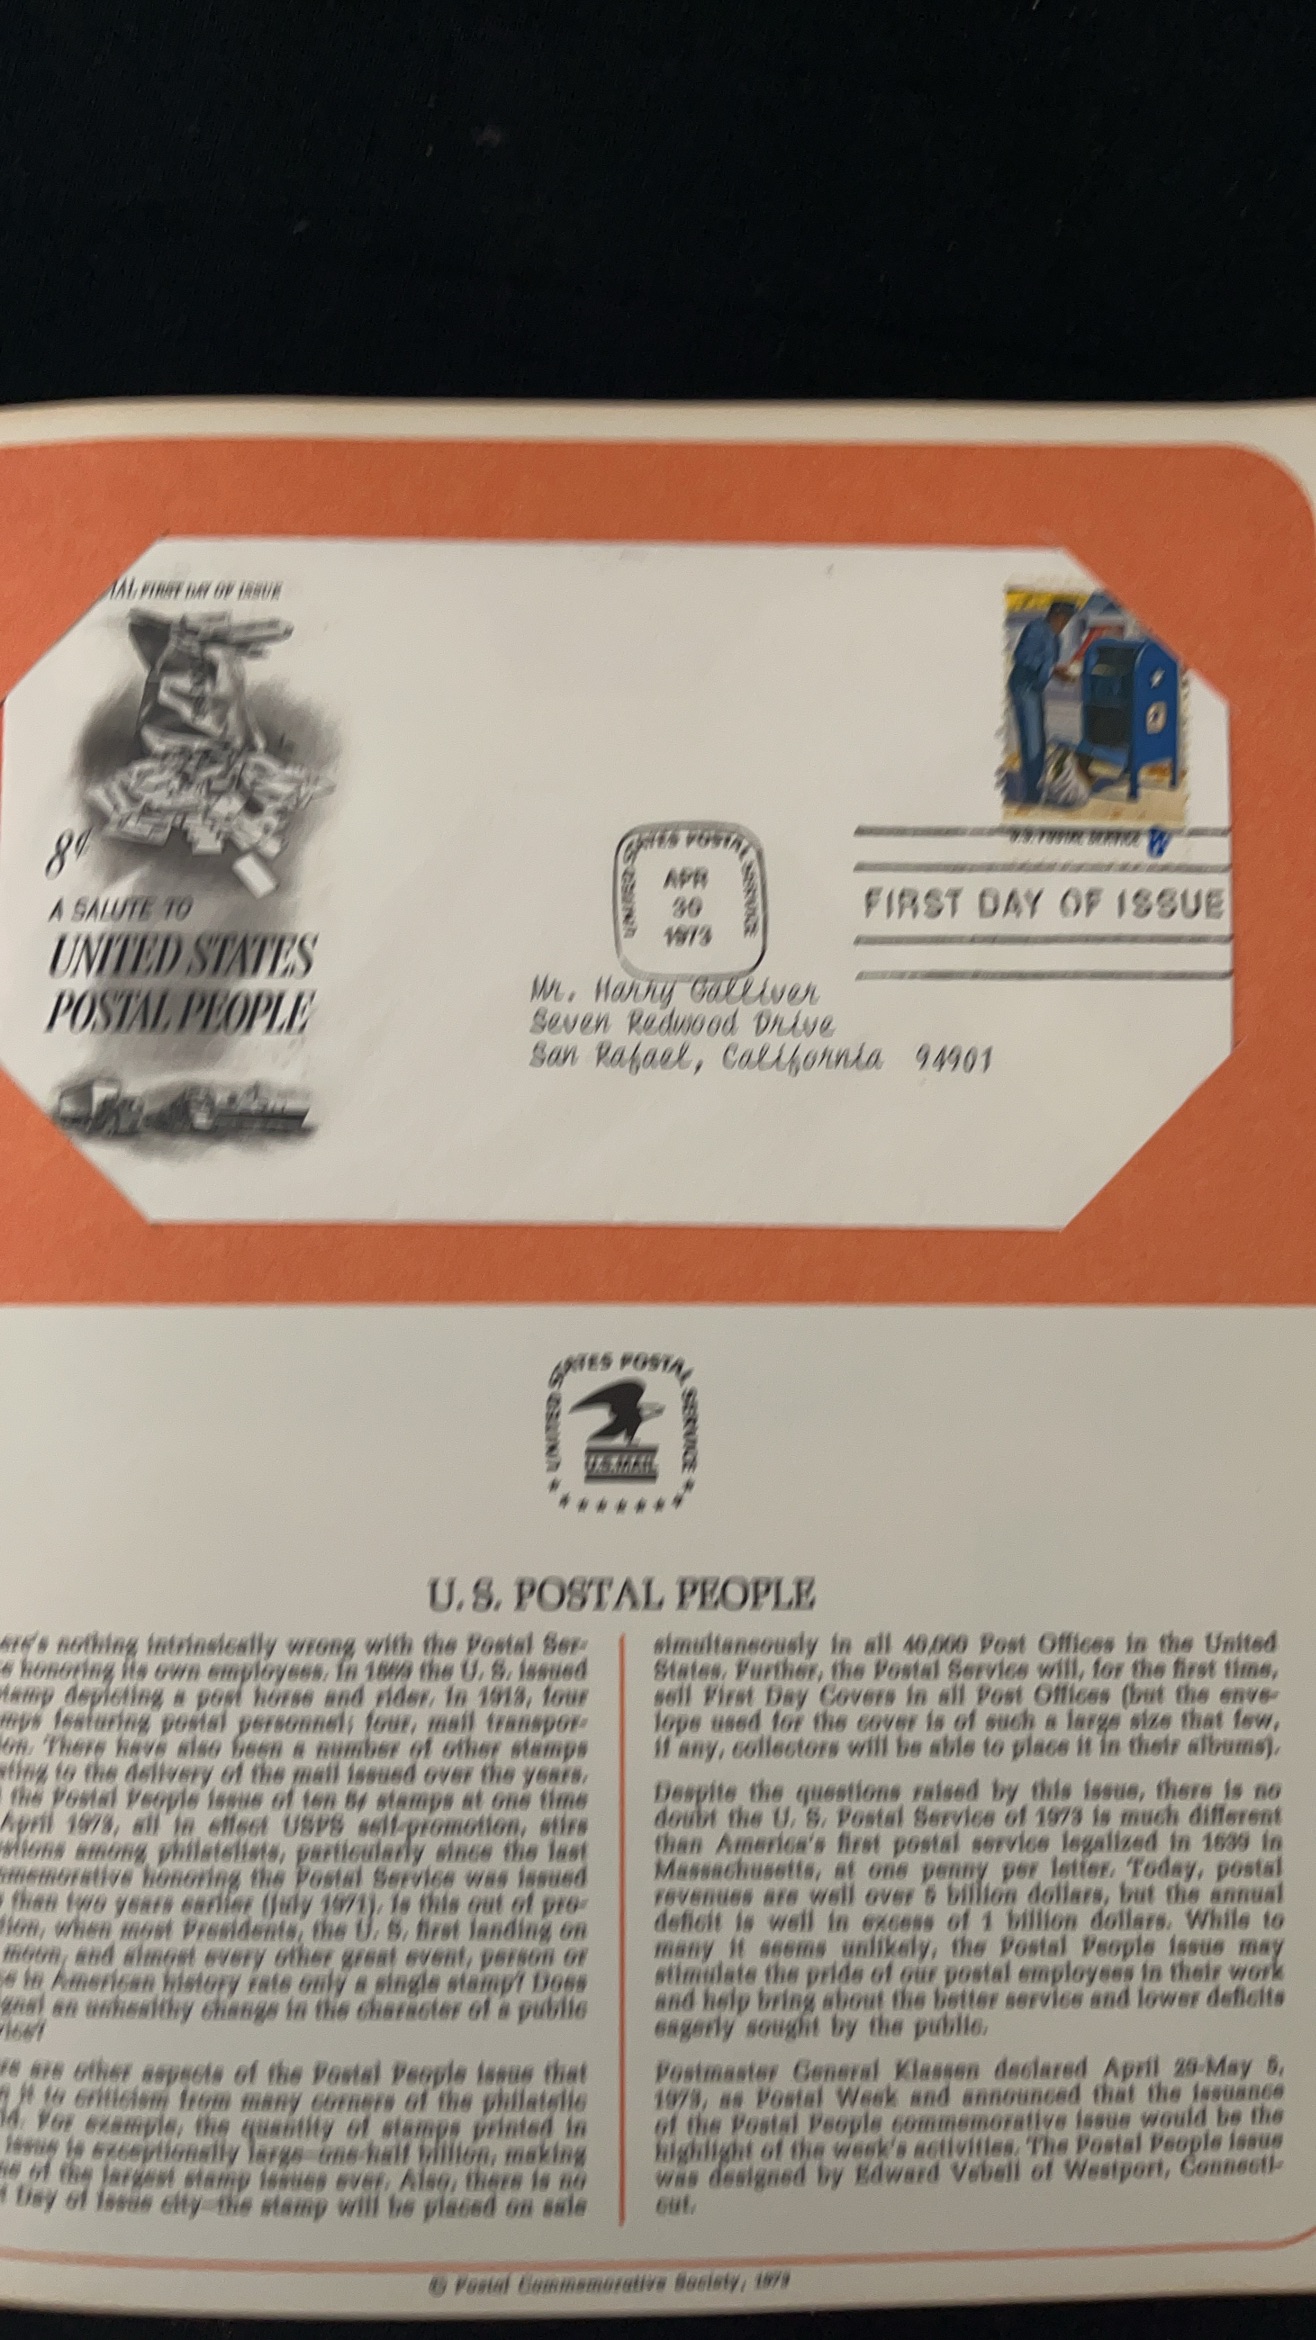 FIRST DAY OF ISSUE
8¢
A SALUTE TO
UNITED STATES
POSTAL PEOPLE
U.S. POSTAL SERVICE
UNITED STATES POSTAL SERVICE
APR
30
1973
FIRST DAY OF ISSUE
Mr. Harry Galliver
Seven Redwood Drive
San Rafael, California 94901
UNITED STATES POSTAL SERVICE
U.S.MAIL
U.S. POSTAL PEOPLE
nothing intrinsically wrong with the Postal Ser-
honoring its own employees. In 1869 the U. S. issued
depicting a post horse and rider. In 1913, four
featuring postal personnel; four, mail transpor-
There have also been a number of other stamps
to the delivery of the mail issued over the years.
the Postal People issue of ten 8¢ stamps at one time
April 1973, all in effect USPS self-promotion, stirs
among philatelists, particularly since the last
honoring the Postal Service was issued
than two years earlier (July 1971). Is this out of pro-
when most Presidents, the U. S. first landing on
moon, and almost every other great event, person or
in American history rate only a single stamp? Does
an unhealthy change in the character of a public
are other aspects of the Postal People issue that
it to criticism from many corners of the philatelic
For example, the quantity of stamps printed in
issue is exceptionally large—one-half billion, making
of the largest stamp issues ever. Also, there is no
Day of Issue city—the stamp will be placed on sale
simultaneously in all 40,000 Post Offices in the United
States. Further, the Postal Service will, for the first time,
sell First Day Covers in all Post Offices (but the enve-
lope used for the cover is of such a large size that few,
if any, collectors will be able to place it in their albums).
Despite the questions raised by this issue, there is no
doubt the U. S. Postal Service of 1973 is much different
than America's first postal service legalized in 1639 in
Massachusetts, at one penny per letter. Today, postal
revenues are well over 5 billion dollars, but the annual
deficit is well in excess of 1 billion dollars. While to
many it seems unlikely, the Postal People issue may
stimulate the pride of our postal employees in their work
and help bring about the better service and lower deficits
eagerly sought by the public.
Postmaster General Klassen declared April 29-May 5,
1973, as Postal Week and announced that the issuance
of the Postal People commemorative issue would be the
highlight of the week's activities. The Postal People issue
was designed by Edward Vebell of Westport, Connecti-
cut.
© Postal Commemorative Society, 1973